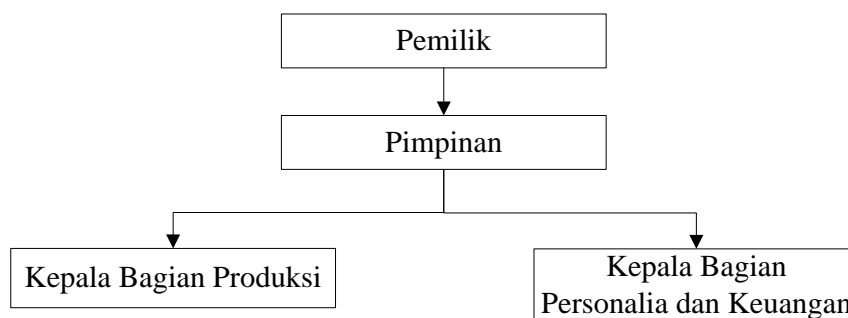 Pemilik
Pimpinan
Kepala Bagian Produksi
Kepala Bagian
Personalia dan Keuangan